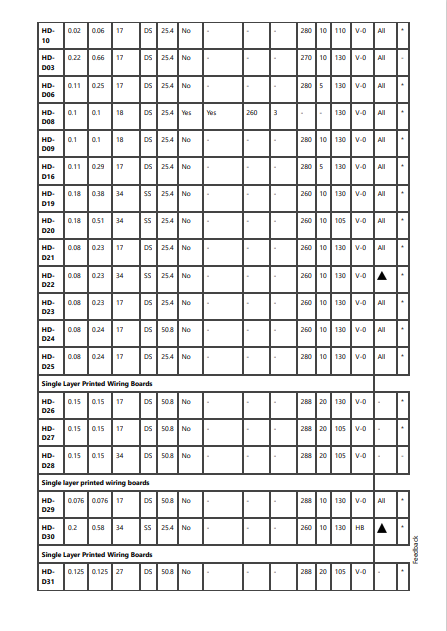 HD-10 0.02 0.06 17 DS 25.4 No - - - 280 10 110 V-0 All *
HD-D03 0.22 0.66 17 DS 25.4 No - - - 270 10 130 V-0 All -
HD-D06 0.11 0.25 17 DS 25.4 No - - - 280 5 130 V-0 All *
HD-D08 0.1 0.1 18 DS 25.4 Yes Yes 260 3 - - 130 V-0 All *
HD-D09 0.1 0.1 18 DS 25.4 No - - - 280 10 130 V-0 All *
HD-D16 0.11 0.29 17 DS 25.4 No - - - 280 5 130 V-0 All *
HD-D19 0.18 0.38 34 SS 25.4 No - - - 260 10 130 V-0 All *
HD-D20 0.18 0.51 34 SS 25.4 No - - - 260 10 105 V-0 All *
HD-D21 0.08 0.23 17 DS 25.4 No - - - 260 10 130 V-0 All *
HD-D22 0.08 0.23 34 SS 25.4 No - - - 260 10 130 V-0 ▲ *
HD-D23 0.08 0.23 17 DS 25.4 No - - - 260 10 130 V-0 All *
HD-D24 0.08 0.24 17 DS 50.8 No - - - 260 10 130 V-0 All *
HD-D25 0.08 0.24 17 DS 25.4 No - - - 280 10 130 V-0 All *
Single Layer Printed Wiring Boards
HD-D26 0.15 0.15 17 DS 50.8 No - - - 288 20 130 V-0 - *
HD-D27 0.15 0.15 17 DS 50.8 No - - - 288 20 105 V-0 - *
HD-D28 0.15 0.15 34 DS 50.8 No - - - 288 20 105 V-0 - -
Single layer printed wiring boards
HD-D29 0.076 0.076 17 DS 50.8 No - - - 288 10 130 V-0 All *
HD-D30 0.2 0.58 34 SS 25.4 No - - - 260 10 130 HB ▲ *
Single Layer Printed Wiring Boards
HD-D31 0.125 0.125 27 DS 50.8 No - - - 288 20 105 V-0 - *
Feedback